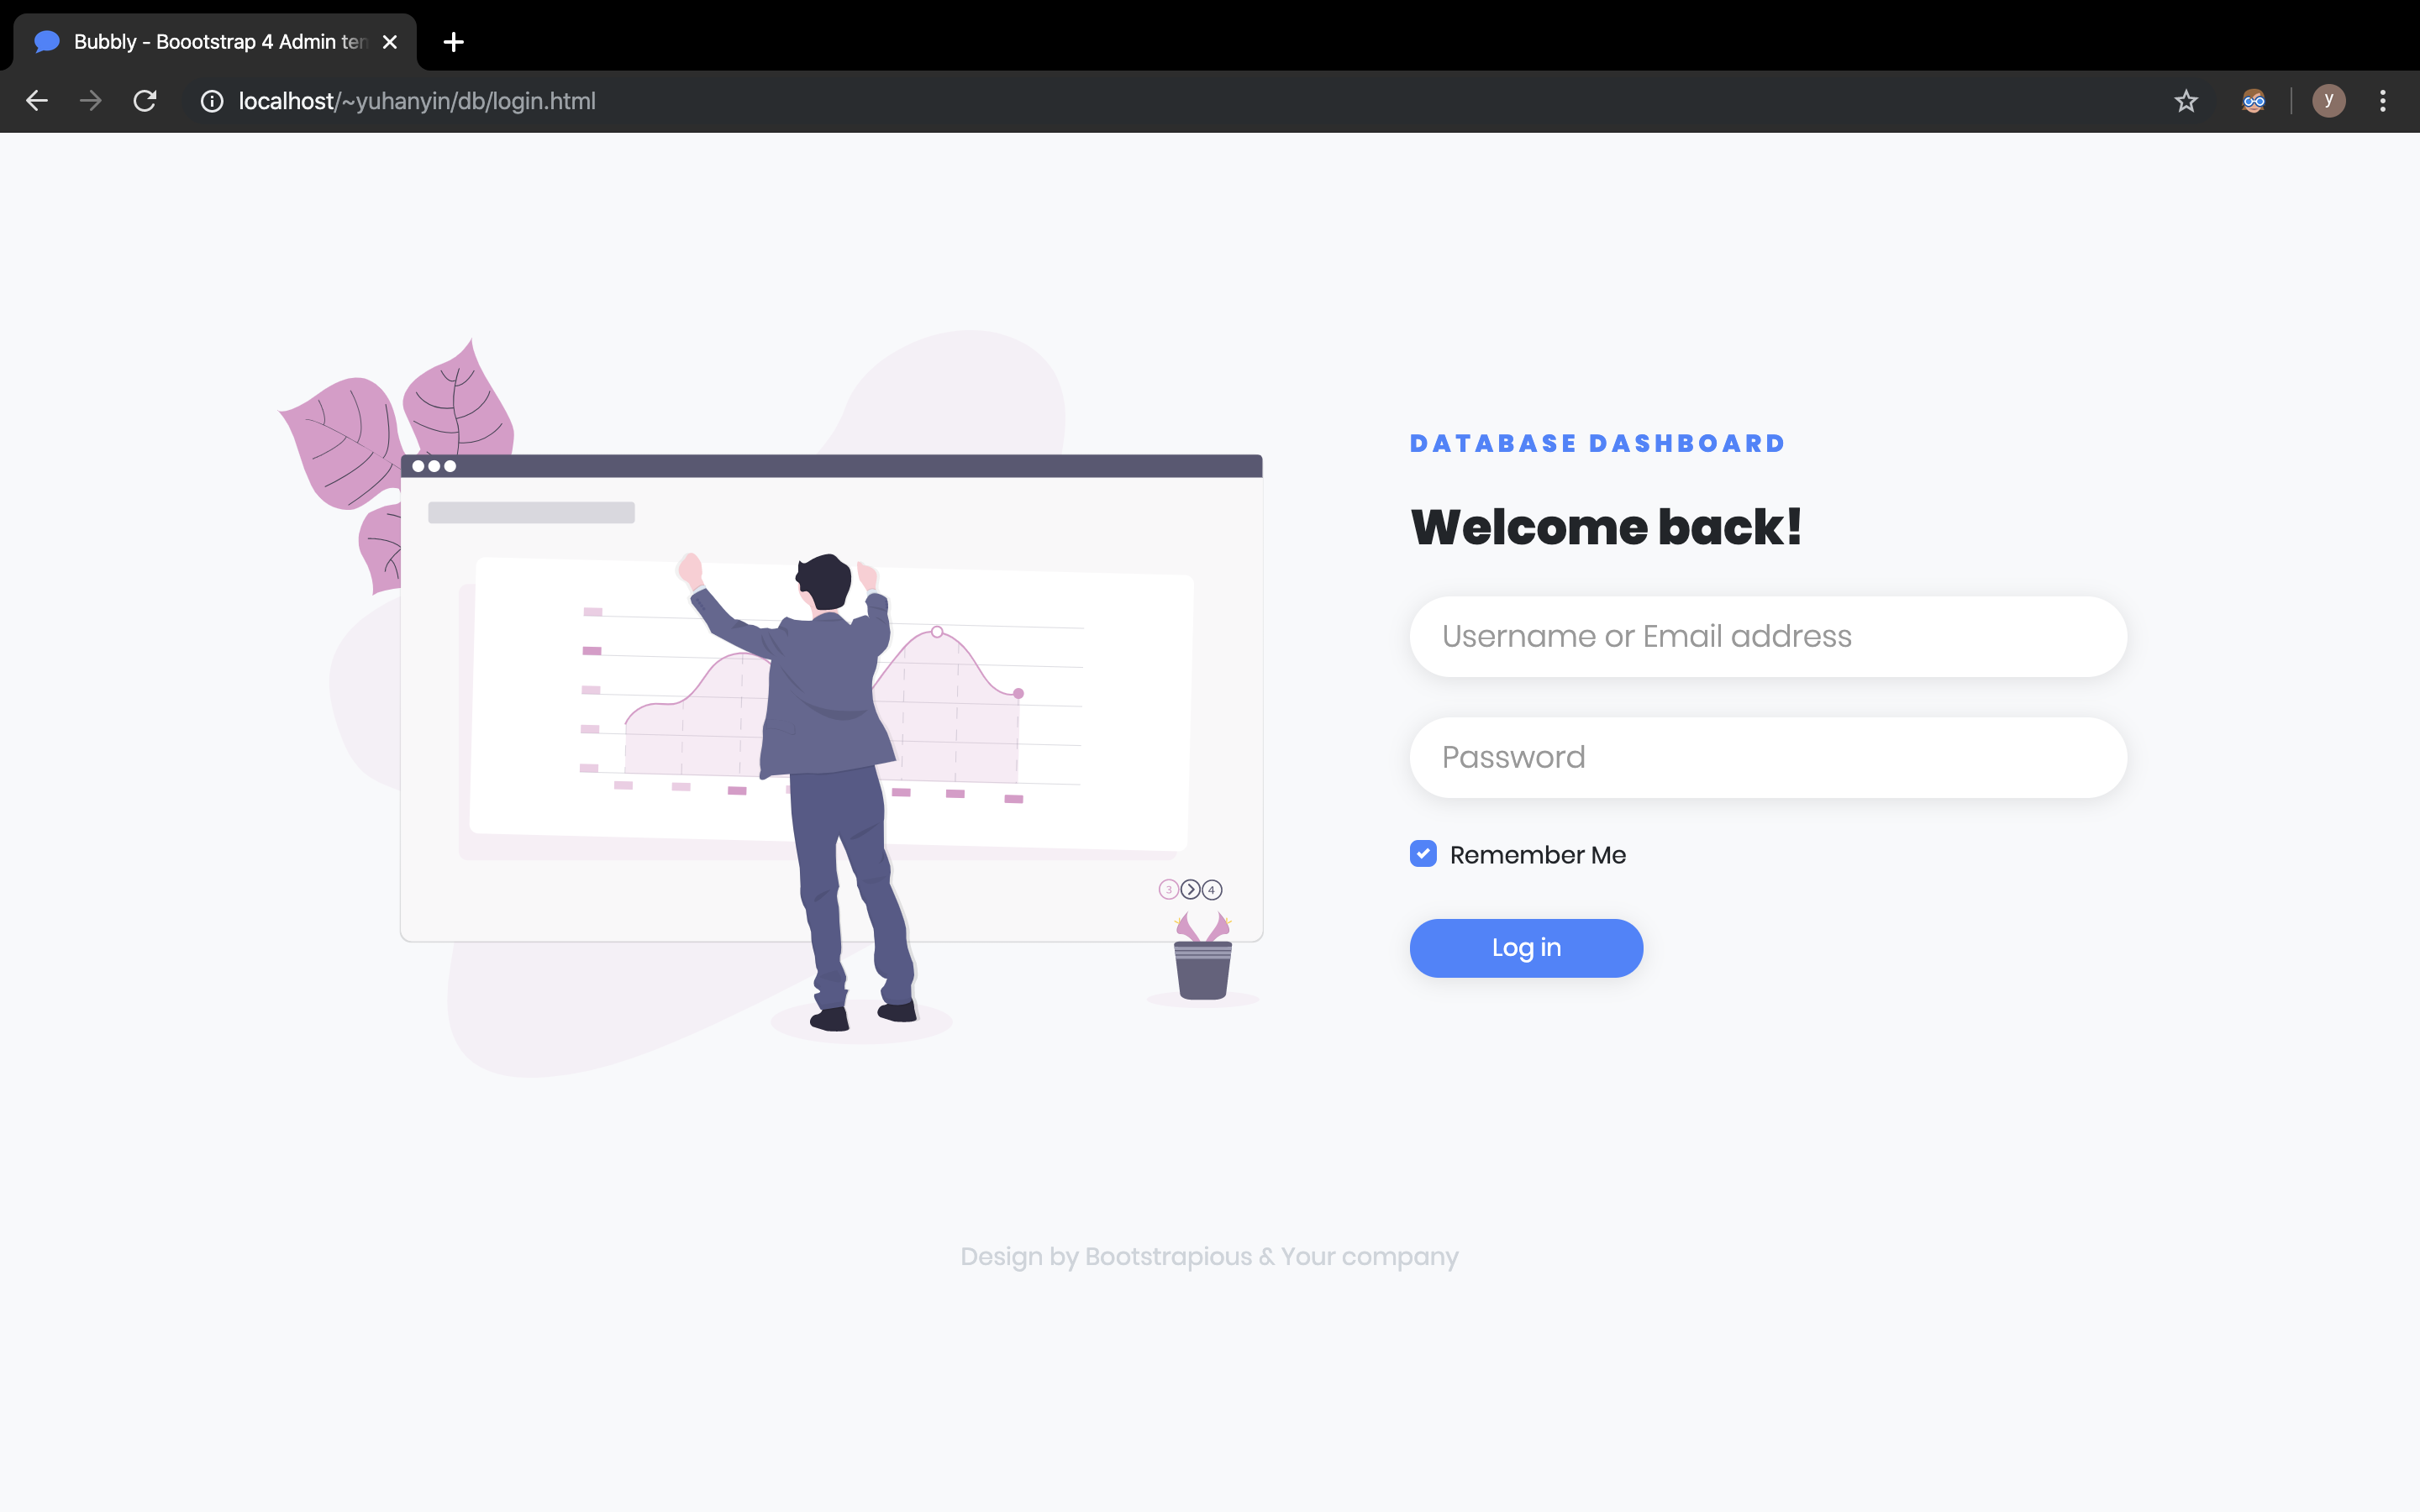 Bubbly - Boootstrap 4 Admin ten
localhost/~yuhanyin/db/login.html
y
DATABASE DASHBOARD
Welcome back!
Username or Email address
Password
Remember Me
3 4
Log in
Design by Bootstrapious & Your company